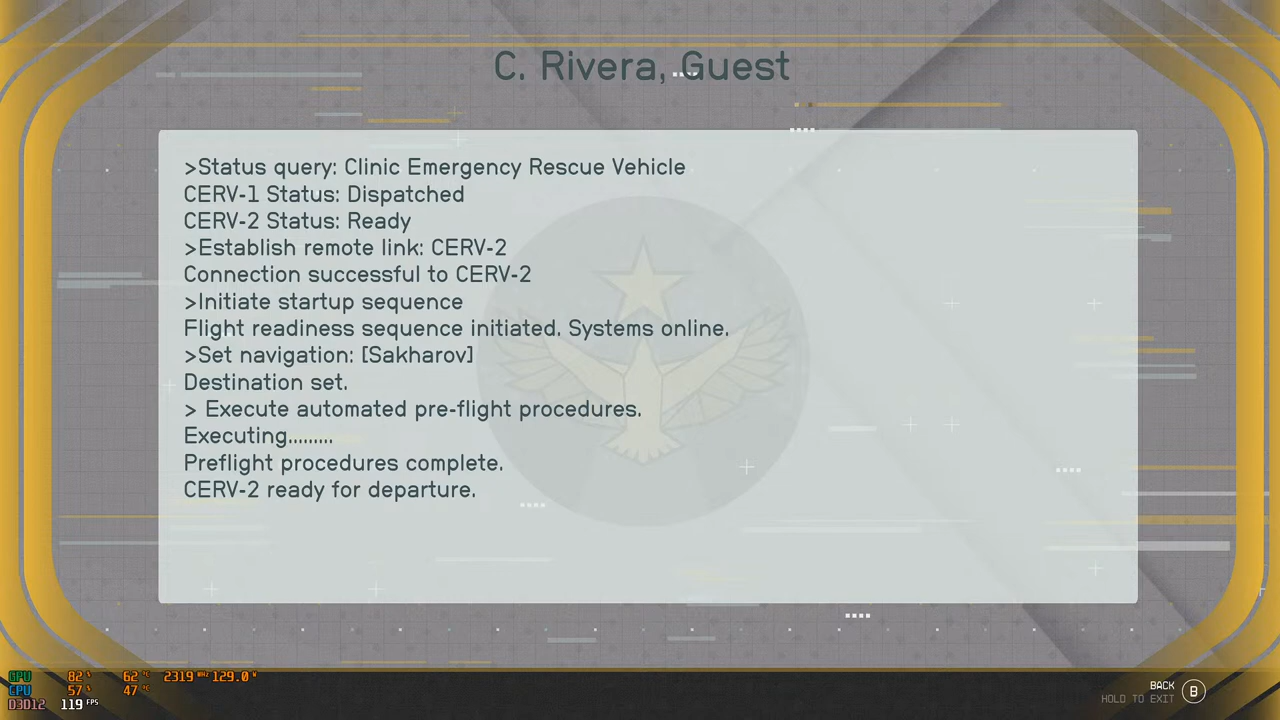 C. Rivera, Guest
>Status query: Clinic Emergency Rescue Vehicle
CERV-1 Status: Dispatched
CERV-2 Status: Ready
>Establish remote link: CERV-2
Connection successful to CERV-2
>Initiate startup sequence
Flight readiness sequence initiated. Systems online.
>Set navigation: [Sakharov]
Destination set.
> Execute automated pre-flight procedures.
Executing.........
Preflight procedures complete.
CERV-2 ready for departure.
GPU 82 % 62 °C 2319 MHz 129.0 W
CPU 57 % 47 °C
D3D12 119 FPS
BACK
HOLD TO EXIT
B